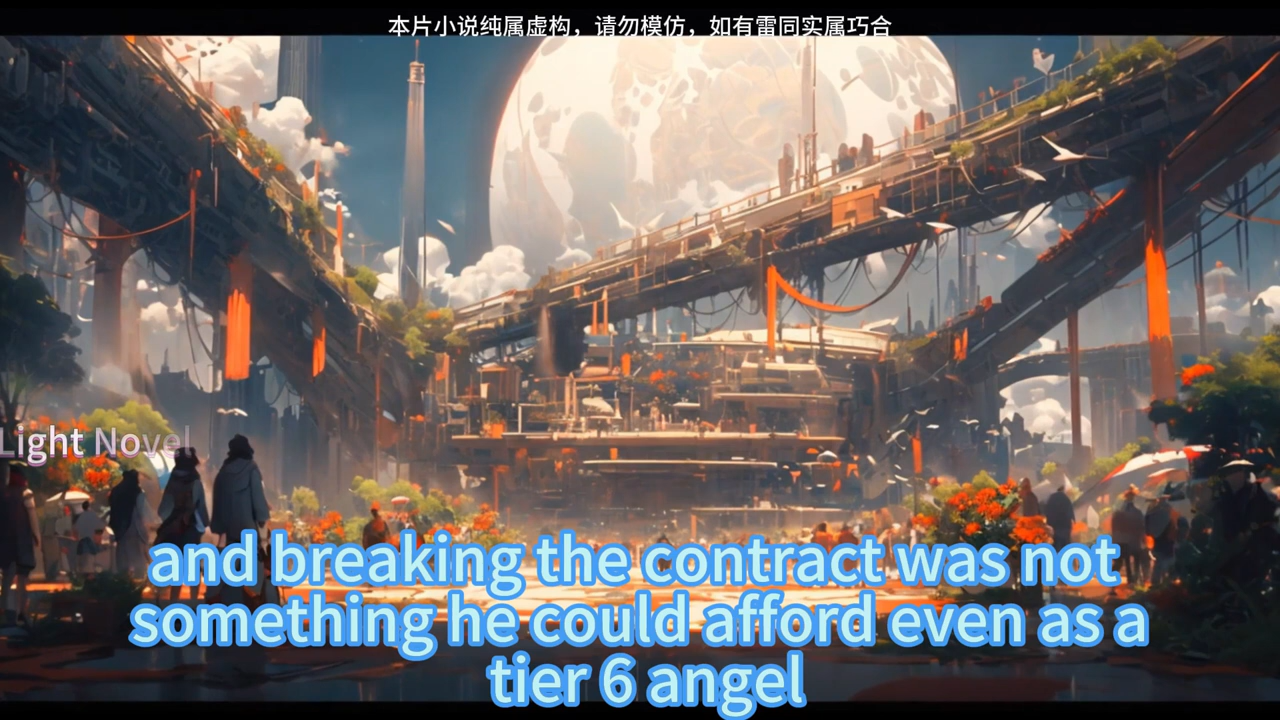 本片小说纯属虚构，请勿模仿，如有雷同实属巧合
Light Novel
and breaking the contract was not
something he could afford even as a
tier 6 angel